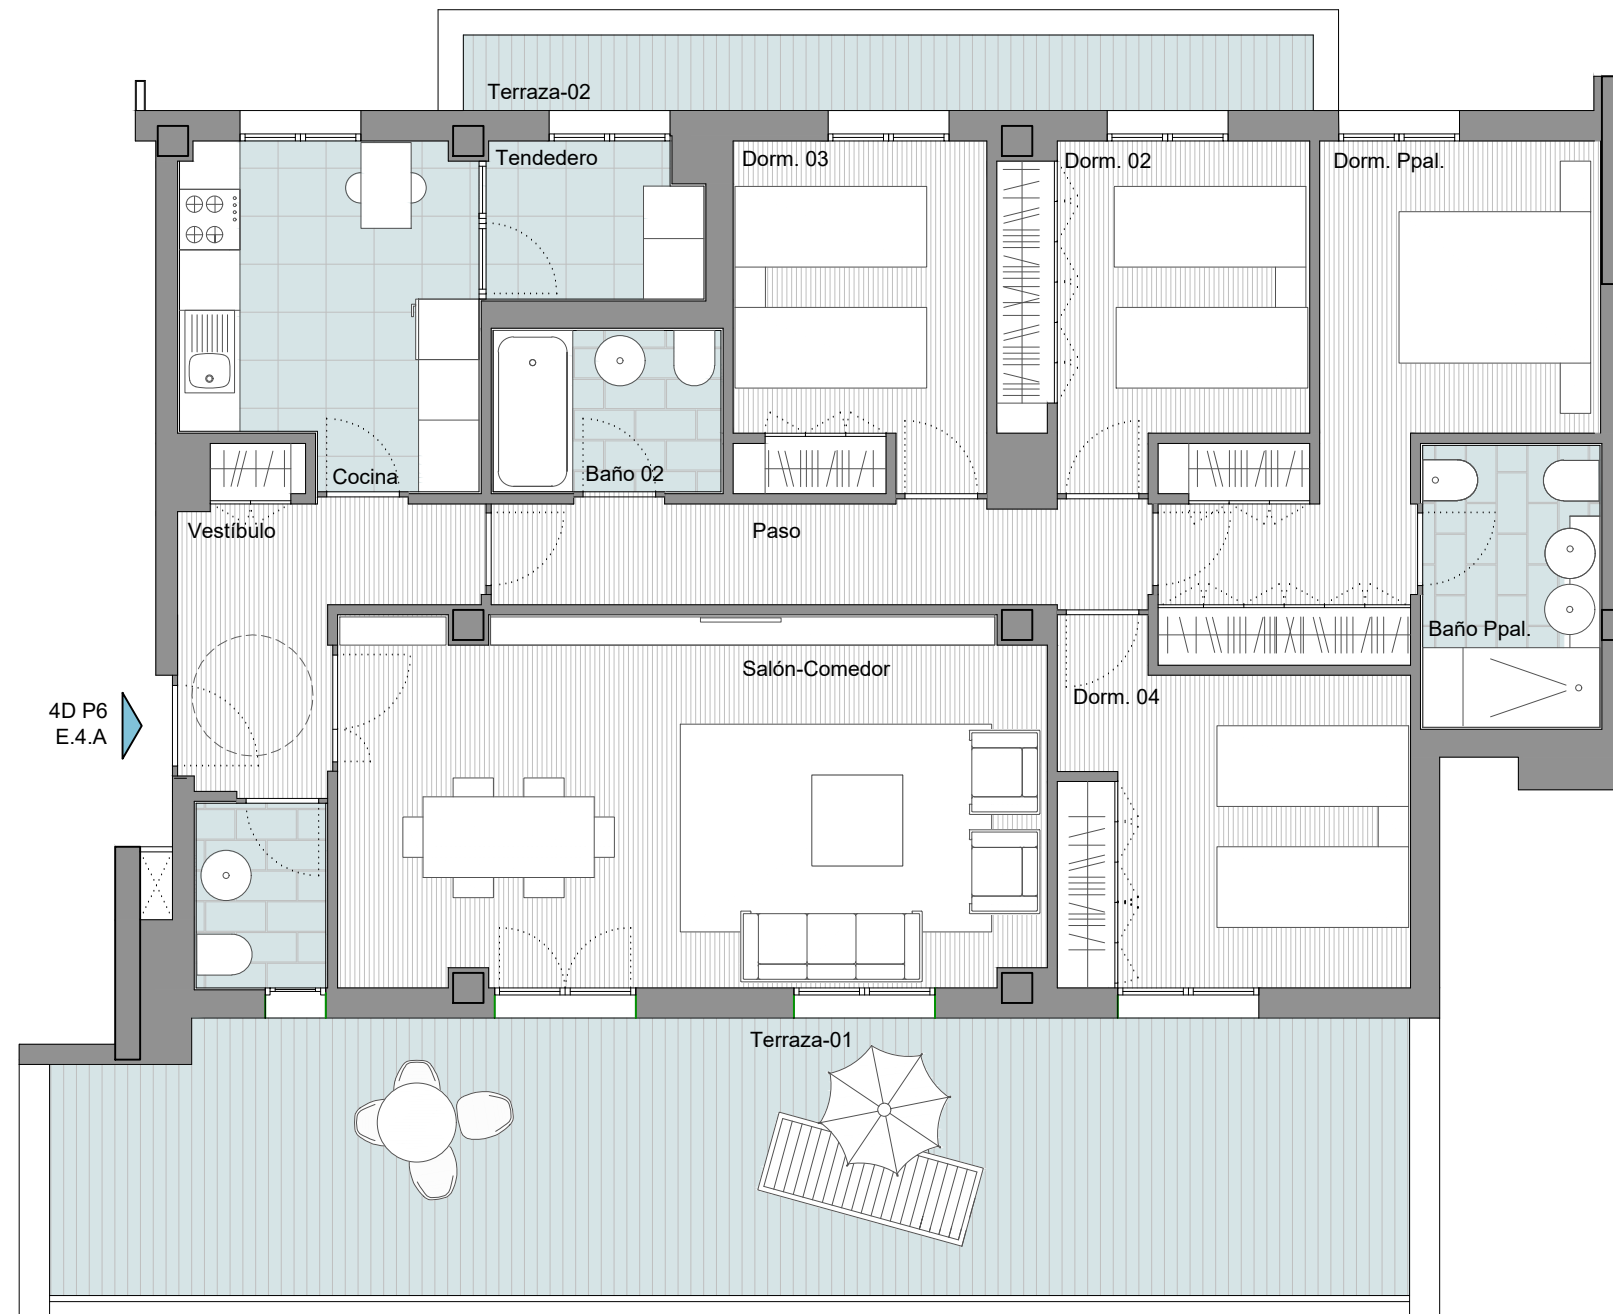 Terraza-02
Tendedero
Dorm. 03
Dorm. 02
Dorm. Ppal.
Cocina
Baño 02
Vestíbulo
Paso
Baño Ppal.
Salón-Comedor
Dorm. 04
4D P6
E.4.A
Terraza-01